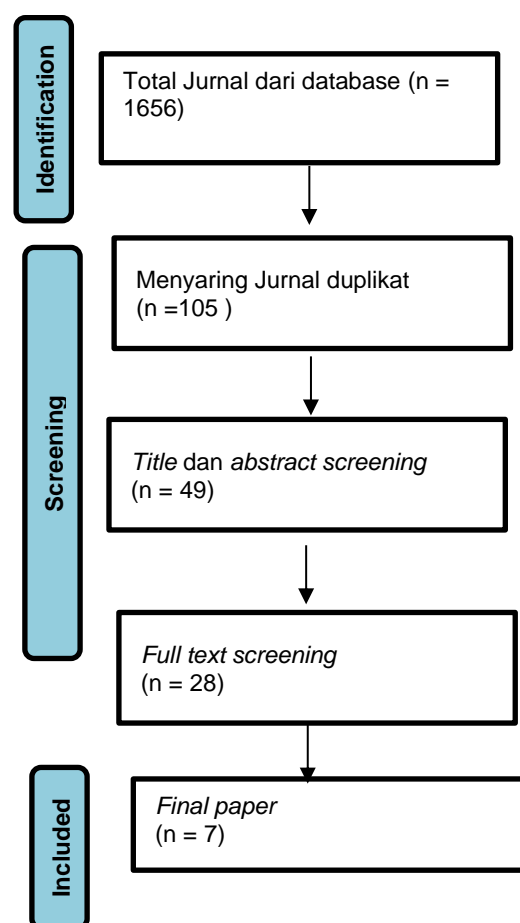 Identification
Total Jurnal dari database (n =
1656)
Screening
Menyaring Jurnal duplikat
(n =105 )
Title dan abstract screening
(n = 49)
Full text screening
(n = 28)
Included
Final paper
(n = 7)